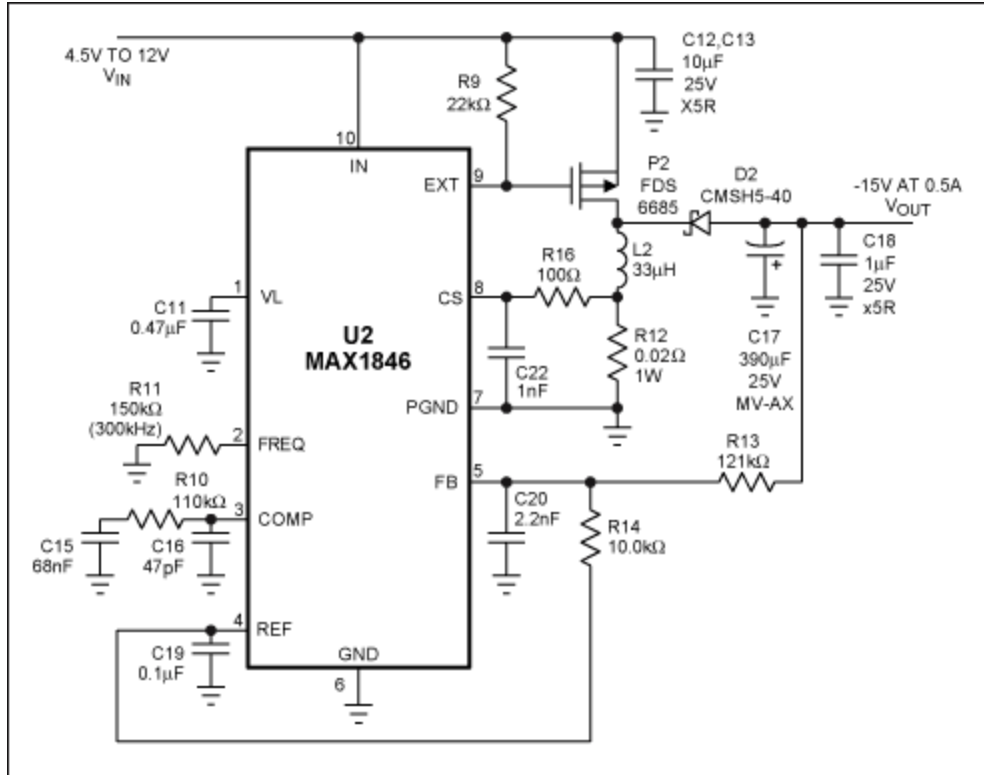 4.5V TO 12V
VIN
R9
22kΩ
C12,C13
10μF
25V
X5R
10
IN
EXT
9
P2
FDS
6685
D2
CMSH5-40
-15V AT 0.5A
VOUT
L2
33μH
C18
1μF
25V
x5R
R16
100Ω
CS
8
1
VL
C11
0.47μF
U2
MAX1846
C22
1nF
R12
0.02Ω
1W
C17
390μF
25V
MV-AX
PGND
7
R11
150kΩ
(300kHz)
2
FREQ
R13
121kΩ
FB
5
R10
110kΩ
3
COMP
C20
2.2nF
R14
10.0kΩ
C15
68nF
C16
47pF
4
REF
C19
0.1μF
GND
6
+